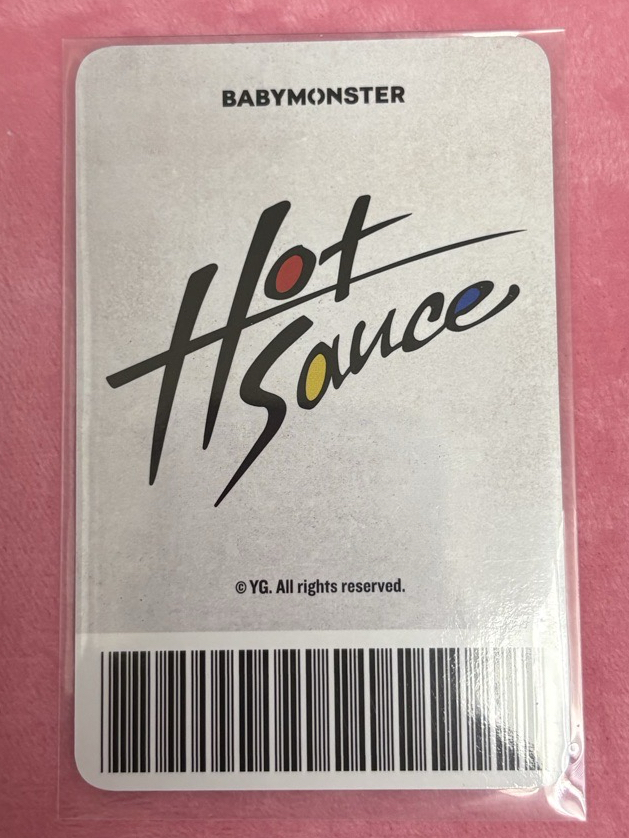 BABYMONSTER
Hot
Sauce
© YG. All rights reserved.